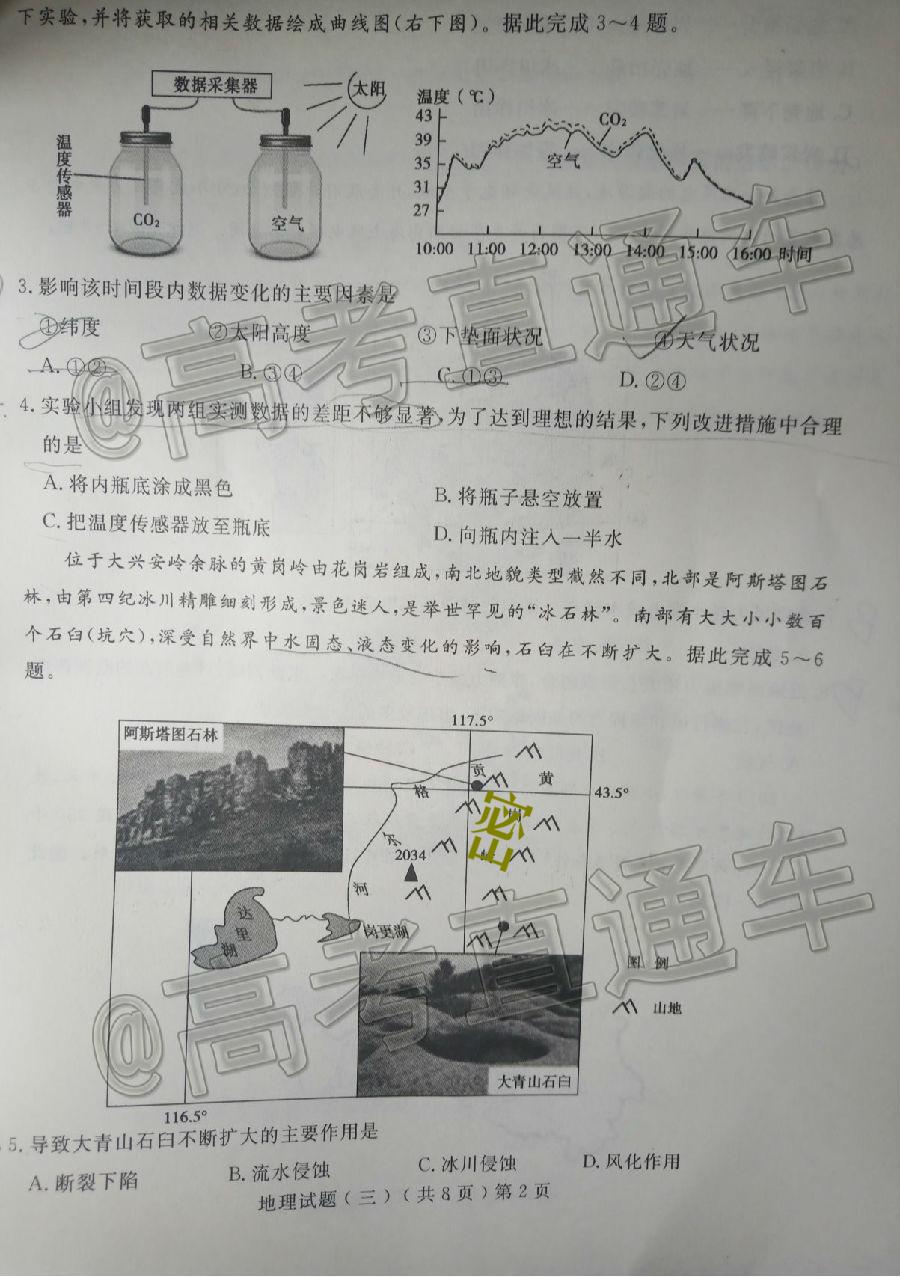 下实验,并将获取的相关数据绘成曲线图(右下图)。据此完成3~4题。
数据采集器
太阳
温度传感器
CO₂
空气
温度(℃)
43
39
35
31
27
CO₂
空气
10:00 11:00 12:00 13:00 14:00 15:00 16:00 时间
3.影响该时间段内数据变化的主要因素是
①纬度 ②太阳高度 ③下垫面状况 ④天气状况
A.①② B.③④ C.①③ D.②④
4.实验小组发现两组实测数据的差距不够显著,为了达到理想的结果,下列改进措施中合理
的是
A.将内瓶底涂成黑色 B.将瓶子悬空放置
C.把温度传感器放至瓶底 D.向瓶内注入一半水
位于大兴安岭余脉的黄岗岭由花岗岩组成,南北地貌类型截然不同,北部是阿斯塔图石
林,由第四纪冰川精雕细刻形成,景色迷人,是举世罕见的“冰石林”。南部有大大小小数百
个石臼(坑穴),深受自然界中水固态、液态变化的影响,石臼在不断扩大。据此完成5~6
题。
117.5°
阿斯塔图石林
贡
格
黄
43.5°
尔
2034
河
达里湖
岗更湖
密山
图例
山地
大青山石臼
116.5°
5.导致大青山石臼不断扩大的主要作用是
A.断裂下陷 B.流水侵蚀 C.冰川侵蚀 D.风化作用
地理试题(三)(共8页)第2页
@高考直通车
@高考直通车